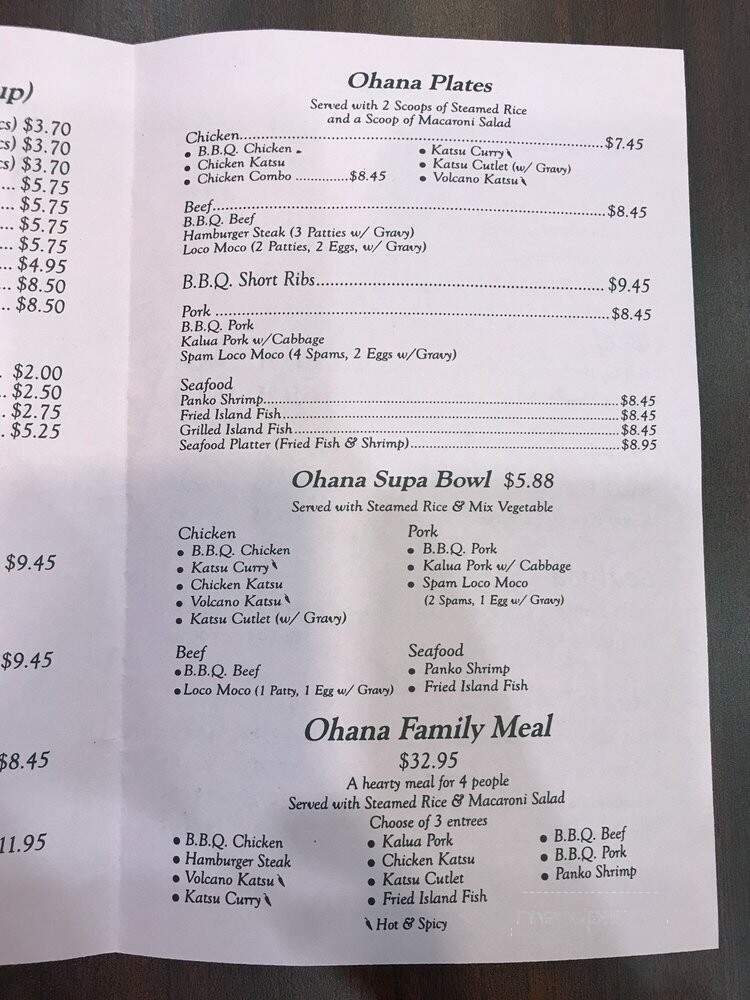 up)
cs) $3.70
cs) $3.70
cs) $3.70
... $5.75
... $5.75
... $5.75
... $5.75
... $4.95
... $8.50
... $8.50
. $2.00
.. $2.50
.. $2.75
. $5.25
$9.45
$9.45
$8.45
11.95
Ohana Plates
Served with 2 Scoops of Steamed Rice
and a Scoop of Macaroni Salad
Chicken...$7.45
• B.B.Q. Chicken
• Katsu Curry
• Chicken Katsu
• Katsu Cutlet (w/ Gravy)
• Chicken Combo ...$8.45
• Volcano Katsu
Beef...$8.45
B.B.Q. Beef
Hamburger Steak (3 Patties w/ Gravy)
Loco Moco (2 Patties, 2 Eggs, w/ Gravy)
B.B.Q. Short Ribs... $9.45
Pork ...$8.45
B.B.Q. Pork
Kalua Pork w/Cabbage
Spam Loco Moco (4 Spams, 2 Eggs w/Gravy)
Seafood
Panko Shrimp...$8.45
Fried Island Fish...$8.45
Grilled Island Fish...$8.45
Seafood Platter (Fried Fish & Shrimp)...$8.95
Ohana Supa Bowl $5.88
Served with Steamed Rice & Mix Vegetable
Chicken
• B.B.Q. Chicken
• Katsu Curry
• Chicken Katsu
• Volcano Katsu
• Katsu Cutlet (w/ Gravy)
Pork
• B.B.Q. Pork
• Kalua Pork w/ Cabbage
• Spam Loco Moco
(2 Spams, 1 Egg w/ Gravy)
Beef
• B.B.Q. Beef
• Loco Moco (1 Patty, 1 Egg w/ Gravy)
Seafood
• Panko Shrimp
• Fried Island Fish
Ohana Family Meal
$32.95
A hearty meal for 4 people
Served with Steamed Rice & Macaroni Salad
Choose of 3 entrees
• B.B.Q. Chicken
• Hamburger Steak
• Volcano Katsu
• Katsu Curry
• Kalua Pork
• Chicken Katsu
• Katsu Cutlet
• Fried Island Fish
• B.B.Q. Beef
• B.B.Q. Pork
• Panko Shrimp
Hot & Spicy